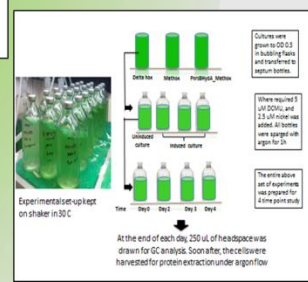 Delta hox Mathox PordBHydA_Mathox
Cultures were
grown to OD 0.5
in bubbling flasks
and transferred to
septum bottles.
Where required 5
uM DCMU, and
2.5 uM nickel was
added. All bottles
were sparged with
argon for 1h
Uninduced
culture
Induced culture
The entire above
set of experiments
was prepared for
4 time point study
Experimental set-up kept
on shaker in 30 C
Time Day 0 Day 2 Day 3 Day 4
At the end of each day, 250 uL of headspace was
drawn for GC analysis. Soon after, the cells were
harvested for protein extraction under argon flow